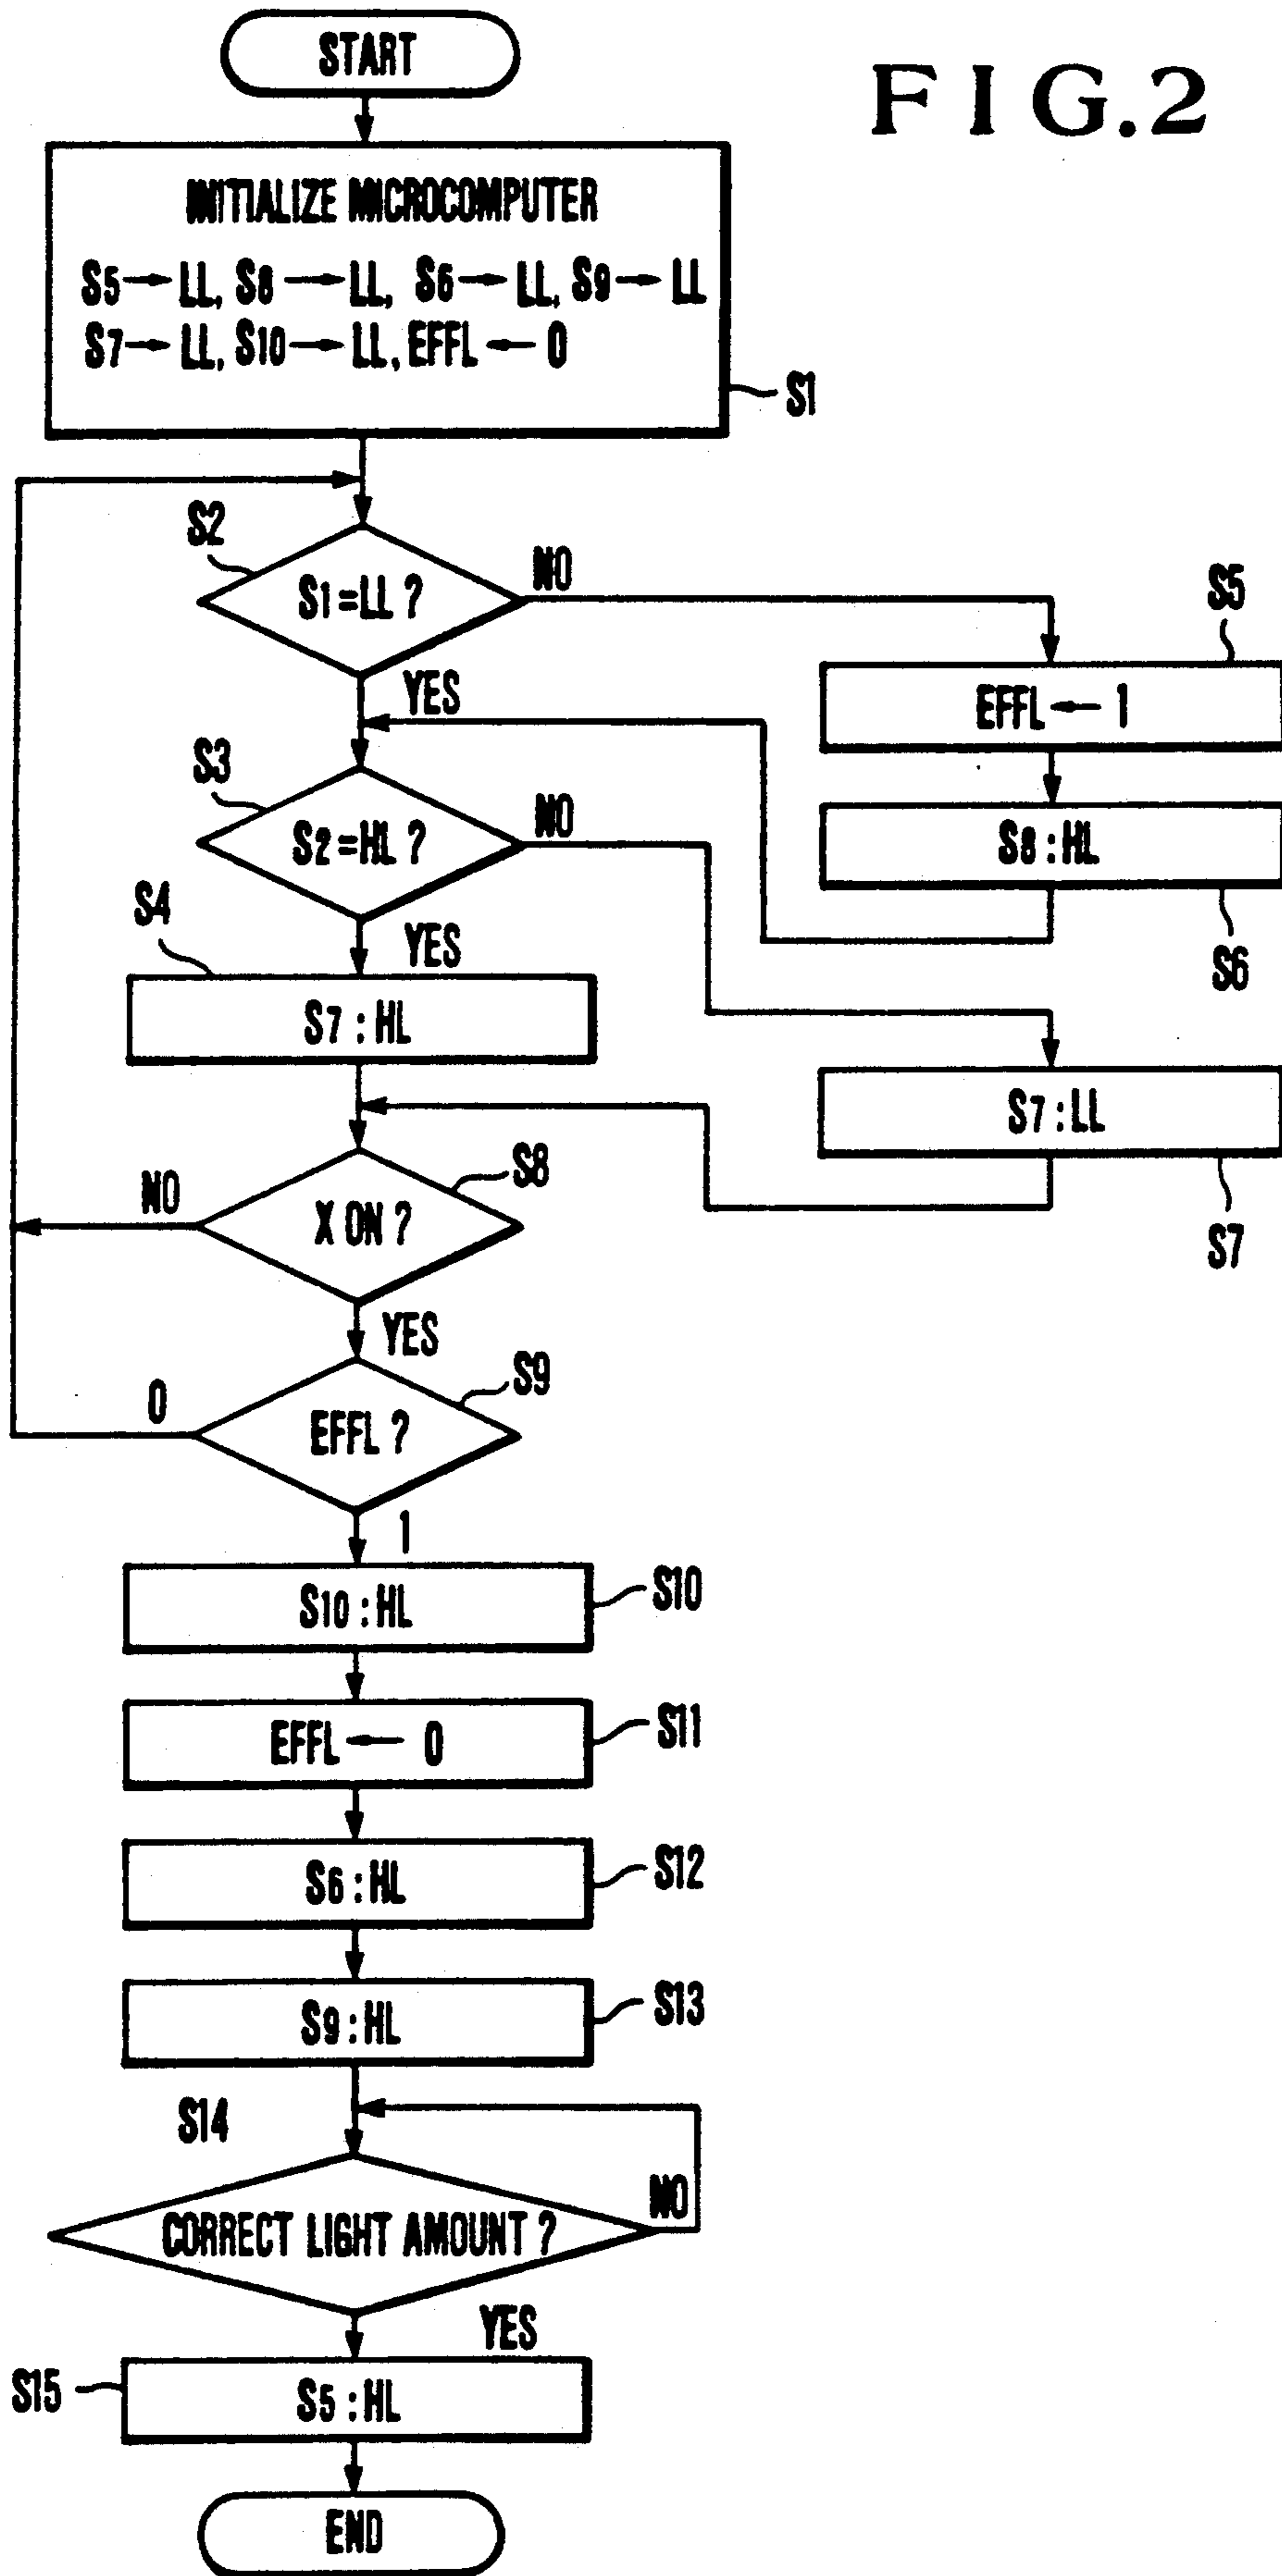 START
FIG.2
INITIALIZE MICROCOMPUTER
S5→LL, S8→LL, S6→LL, S9→LL
S7→LL, S10→LL, EFFL←0
S1
S2
S1=LL ?
NO
YES
S5
EFFL←1
S3
S2=HL ?
NO
YES
S8:HL
S6
S4
S7:HL
S7:LL
S7
NO
X ON ?
S8
YES
0
EFFL ?
S9
1
S10:HL
S10
EFFL←0
S11
S6:HL
S12
S9:HL
S13
S14
CORRECT LIGHT AMOUNT ?
NO
YES
S15
S5:HL
END